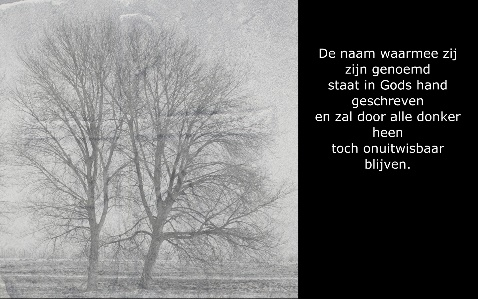 De naam waarmee zij
zijn genoemd
staat in Gods hand
geschreven
en zal door alle donker
heen
toch onuitwisbaar
blijven.